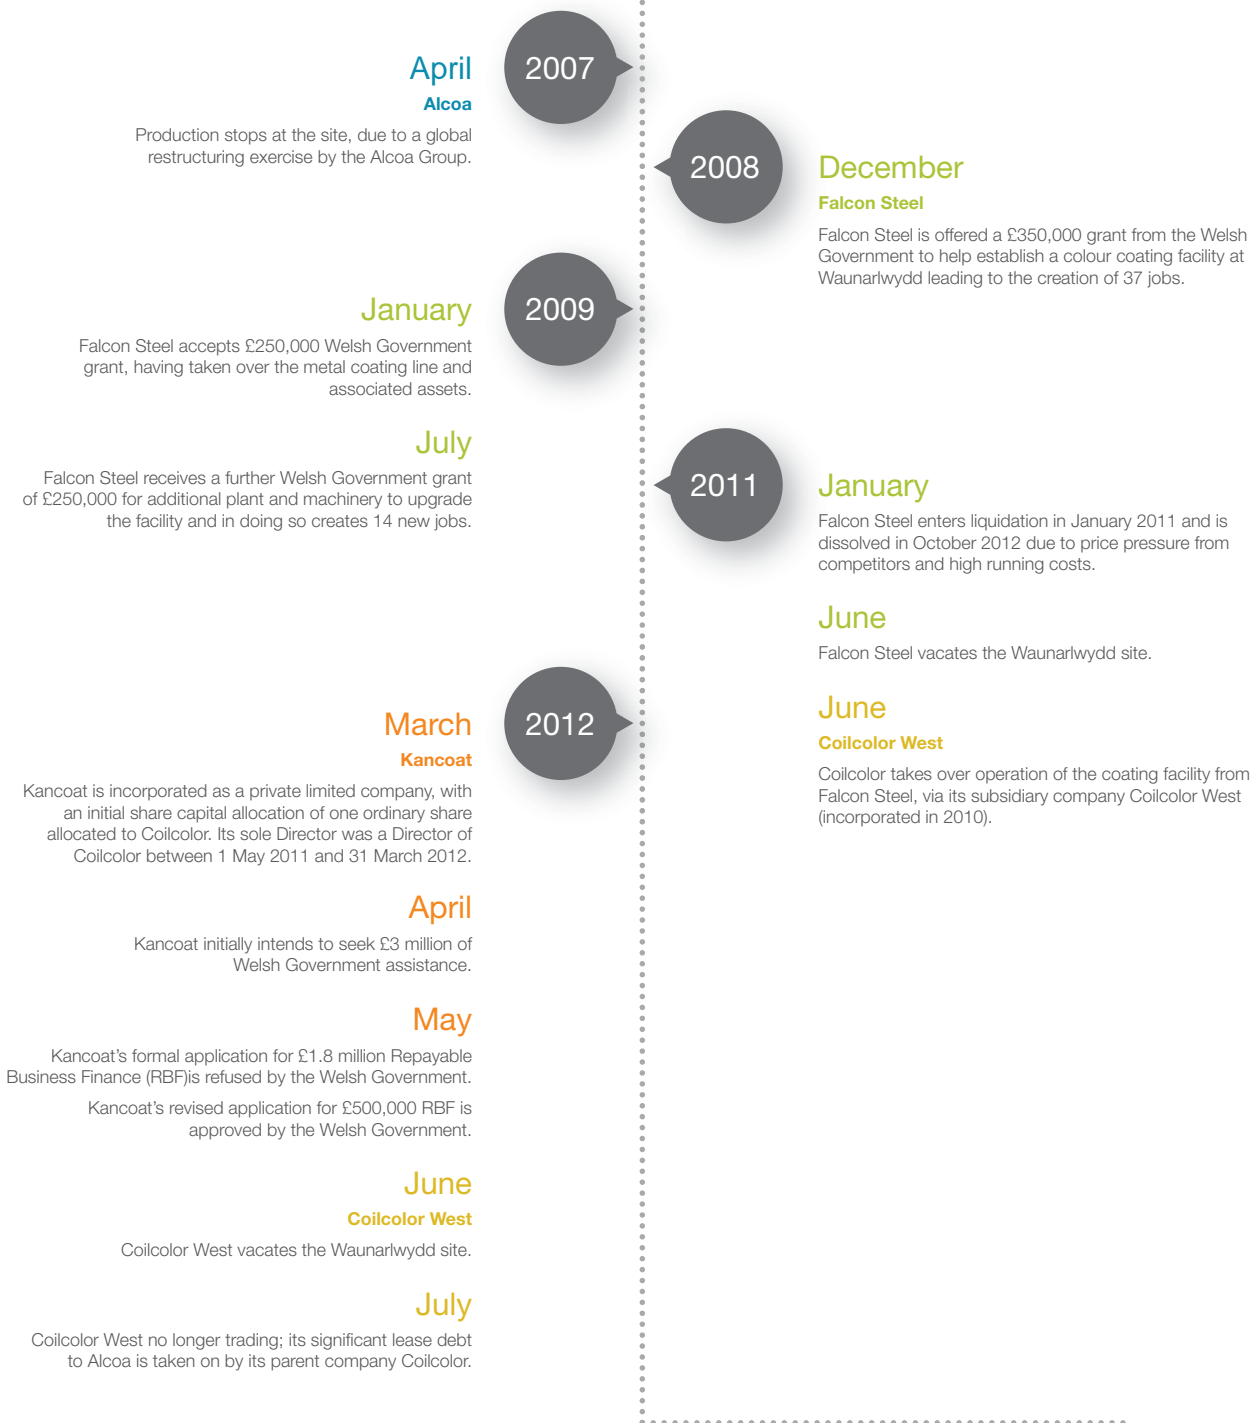 2007
April
Alcoa
Production stops at the site, due to a global
restructuring exercise by the Alcoa Group.
2008
December
Falcon Steel
Falcon Steel is offered a £350,000 grant from the Welsh
Government to help establish a colour coating facility at
Waunarlwydd leading to the creation of 37 jobs.
2009
January
Falcon Steel accepts £250,000 Welsh Government
grant, having taken over the metal coating line and
associated assets.
July
Falcon Steel receives a further Welsh Government grant
of £250,000 for additional plant and machinery to upgrade
the facility and in doing so creates 14 new jobs.
2011
January
Falcon Steel enters liquidation in January 2011 and is
dissolved in October 2012 due to price pressure from
competitors and high running costs.
June
Falcon Steel vacates the Waunarlwydd site.
June
Coilcolor West
Coilcolor takes over operation of the coating facility from
Falcon Steel, via its subsidiary company Coilcolor West
(incorporated in 2010).
2012
March
Kancoat
Kancoat is incorporated as a private limited company, with
an initial share capital allocation of one ordinary share
allocated to Coilcolor. Its sole Director was a Director of
Coilcolor between 1 May 2011 and 31 March 2012.
April
Kancoat initially intends to seek £3 million of
Welsh Government assistance.
May
Kancoat’s formal application for £1.8 million Repayable
Business Finance (RBF)is refused by the Welsh Government.
Kancoat’s revised application for £500,000 RBF is
approved by the Welsh Government.
June
Coilcolor West
Coilcolor West vacates the Waunarlwydd site.
July
Coilcolor West no longer trading; its significant lease debt
to Alcoa is taken on by its parent company Coilcolor.